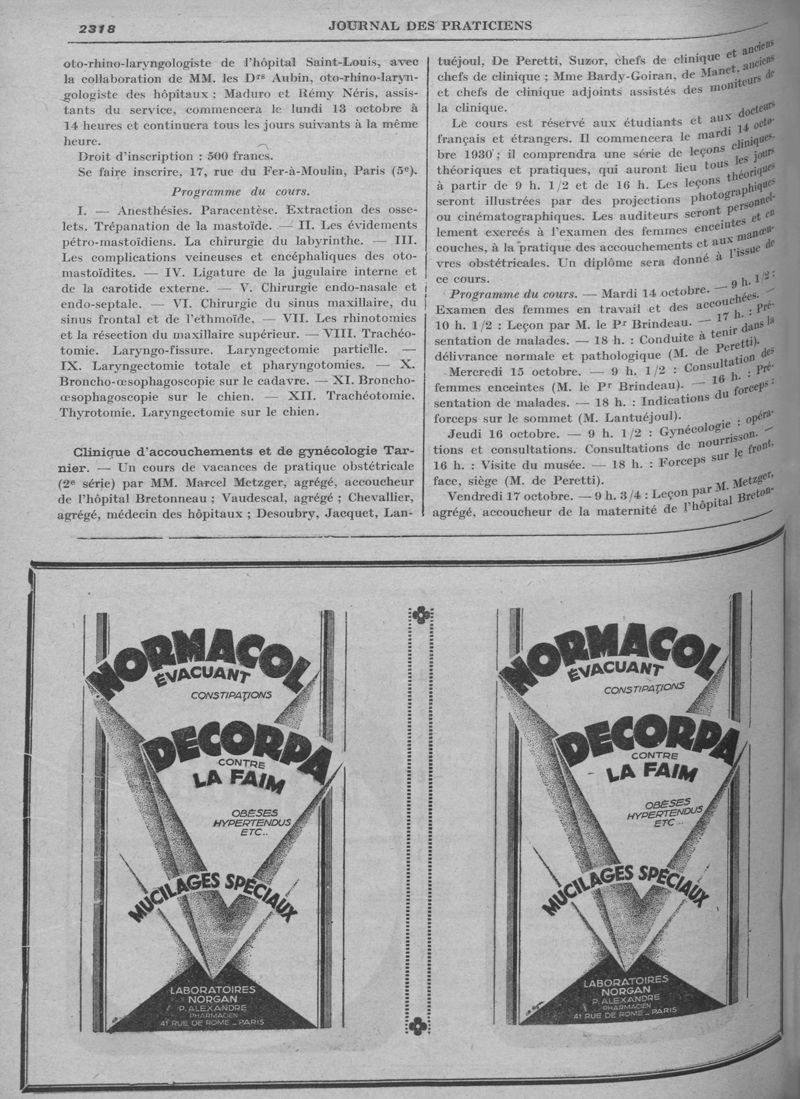 2318
JOURNAL DES PRATICIENS
oto-rhino-laryngologiste de l'hôpital Saint-Louis, avec
la collaboration de MM. les Drs Aubin, oto-rhino-laryn-
gologiste des hôpitaux : Maduro et Rémy Néris, assis-
tants du service, commencera le lundi 13 octobre à
14 heures et continuera tous les jours suivants à la même
heure.
Droit d'inscription : 500 francs.
Se faire inscrire, 17, rue du Fer-à-Moulin, Paris (5e).
Programme du cours.
I. — Anesthésies. Paracentèse. Extraction des osse-
lets. Trépanation de la mastoïde. — II. Les évidements
pétro-mastoïdiens. La chirurgie du labyrinthe. — III.
Les complications veineuses et encéphaliques des oto-
mastoïdites. — IV. Ligature de la jugulaire interne et
de la carotide externe. — V. Chirurgie endo-nasale et
endo-septale. — VI. Chirurgie du sinus maxillaire, du
sinus frontal et de l'ethmoïde. — VII. Les rhinotomies
et la résection du maxillaire supérieur. — VIII. Trachéo-
tomie. Laryngo-fissure. Laryngectomie partielle. —
IX. Laryngectomie totale et pharyngotomies. — X.
Broncho-œsophagoscopie sur le cadavre. — XI. Broncho-
œsophagoscopie sur le chien. — XII. Trachéotomie.
Thyrotomie. Laryngectomie sur le chien.
Clinique d'accouchements et de gynécologie Tar-
nier. — Un cours de vacances de pratique obstétricale
(2e série) par MM. Marcel Metzger, agrégé, accoucheur
de l'hôpital Bretonneau ; Vaudescal, agrégé ; Chevallier,
agrégé, médecin des hôpitaux ; Desoubry, Jacquet, Lan-
tuéjoul, De Peretti, Suzor, chefs de clinique et anciens
chefs de clinique ; Mme Bardy-Goiran, de Manet, anciens
et chefs de clinique adjoints assistés des moniteurs de
la clinique.
Le cours est réservé aux étudiants et aux docteurs
français et étrangers. Il commencera le mardi 14 octo-
bre 1930 ; il comprendra une série de leçons cliniques,
théoriques et pratiques, qui auront lieu tous les jours
à partir de 9 h. 1/2 et de 16 h. Les leçons théoriques
seront illustrées par des projections photographiques
ou cinématographiques. Les auditeurs seront personnel-
lement exercés à l'examen des femmes enceintes et en
couches, à la pratique des accouchements et aux manœu-
vres obstétricales. Un diplôme sera donné à l'issue de
ce cours.
Programme du cours. — Mardi 14 octobre. — 9 h. 1/2 :
Examen des femmes en travail et des accouchées. —
10 h. 1/2 : Leçon par M. le Pr Brindeau. — 17 h. : Pré-
sentation de malades. — 18 h. : Conduite à tenir dans la
délivrance normale et pathologique (M. de Peretti).
Mercredi 15 octobre. — 9 h. 1/2 : Consultation des
femmes enceintes (M. le Pr Brindeau). — 16 h. : Pré-
sentation de malades. — 18 h. : Indications du forceps :
forceps sur le sommet (M. Lantuéjoul).
Jeudi 16 octobre. — 9 h. 1/2 : Gynécologie : opéra-
tions et consultations. Consultations de nourrisson. —
16 h. : Visite du musée. — 18 h. : Forceps sur le front,
face, siège (M. de Peretti).
Vendredi 17 octobre. — 9 h. 3/4 : Leçon par M. Metzger,
agrégé, accoucheur de la maternité de l'hôpital Breton-
NORMACOL
ÉVACUANT
CONSTIPATIONS
DECORPA
CONTRE
LA FAIM
OBÈSES
HYPERTENDUS
ETC..
MUCILAGES SPÉCIAUX
LABORATOIRES
NORGAN
P. ALEXANDRE
PHARMACIEN
41 RUE DE ROME _ PARIS
NORMACOL
ÉVACUANT
CONSTIPATIONS
DECORPA
CONTRE
LA FAIM
OBÈSES
HYPERTENDUS
ETC..
MUCILAGES SPÉCIAUX
LABORATOIRES
NORGAN
P. ALEXANDRE
PHARMACIEN
41 RUE DE ROME _ PARIS